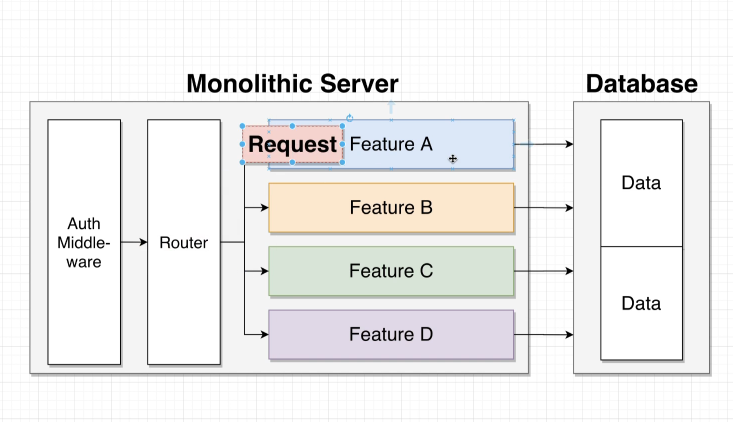 Monolithic Server
Database
Request
Feature A
Feature B
Feature C
Feature D
Auth
Middle-
ware
Router
Data
Data